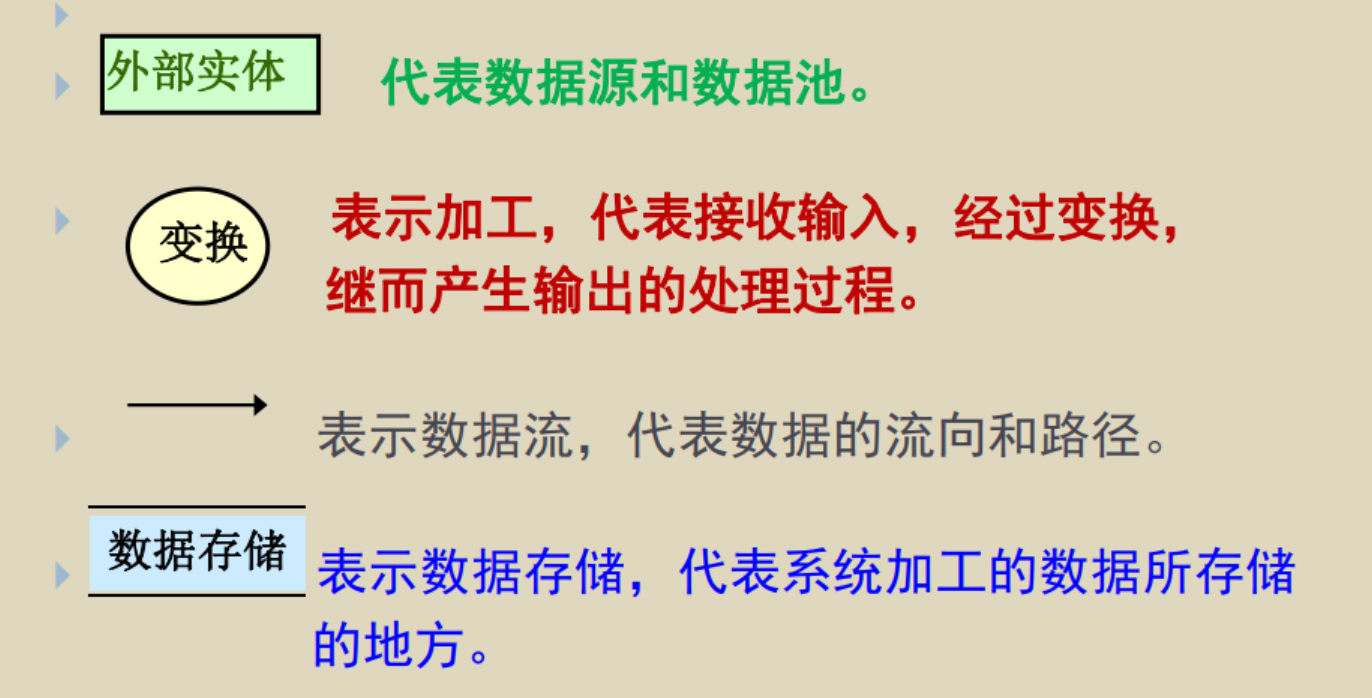 外部实体 代表数据源和数据池。
变换 表示加工，代表接收输入，经过变换，
继而产生输出的处理过程。
表示数据流，代表数据的流向和路径。
数据存储 表示数据存储，代表系统加工的数据所存储
的地方。